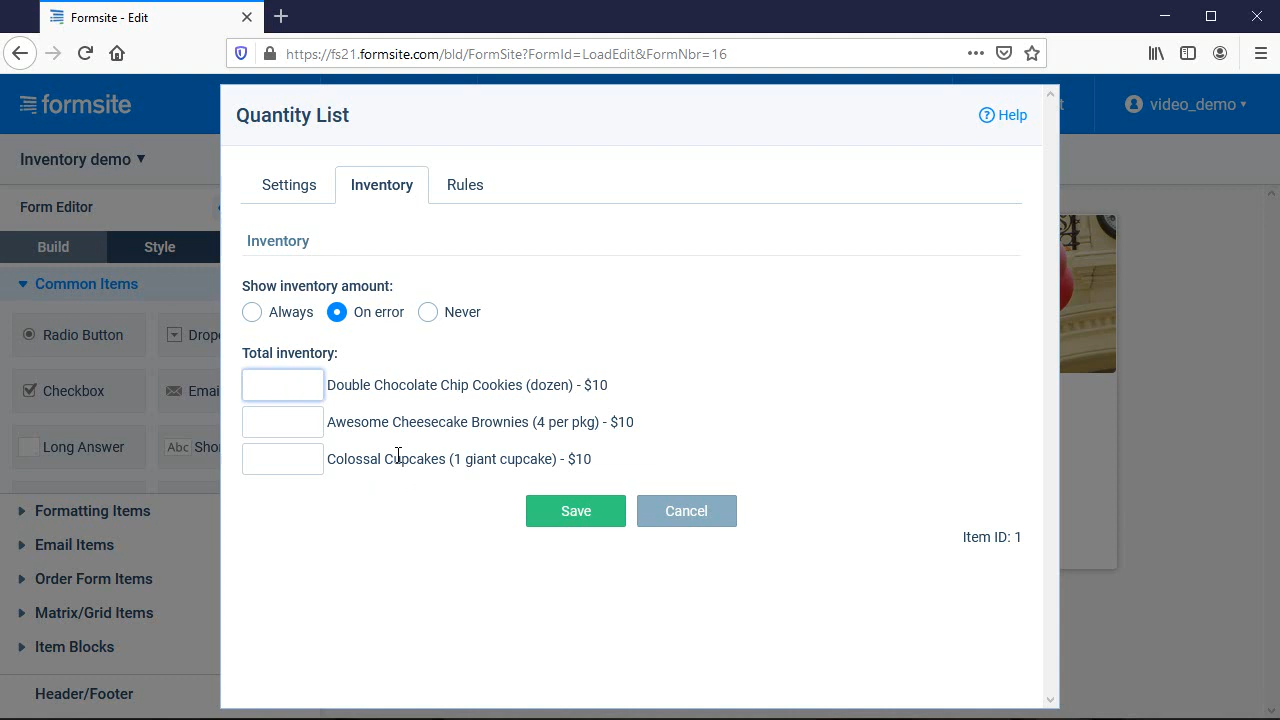 Formsite - Edit
https://fs21.formsite.com/bld/FormSite?FormId=LoadEdit&FormNbr=16
formsite
video_demo
Inventory demo
Form Editor
Build
Style
Common Items
Radio Button
Checkbox
Long Answer
Abc
Formatting Items
Email Items
Order Form Items
Matrix/Grid Items
Item Blocks
Header/Footer
Quantity List
? Help
Settings
Inventory
Rules
Inventory
Show inventory amount:
Always
On error
Never
Total inventory:
Double Chocolate Chip Cookies (dozen) - $10
Awesome Cheesecake Brownies (4 per pkg) - $10
Colossal Cupcakes (1 giant cupcake) - $10
Save
Cancel
Item ID: 1